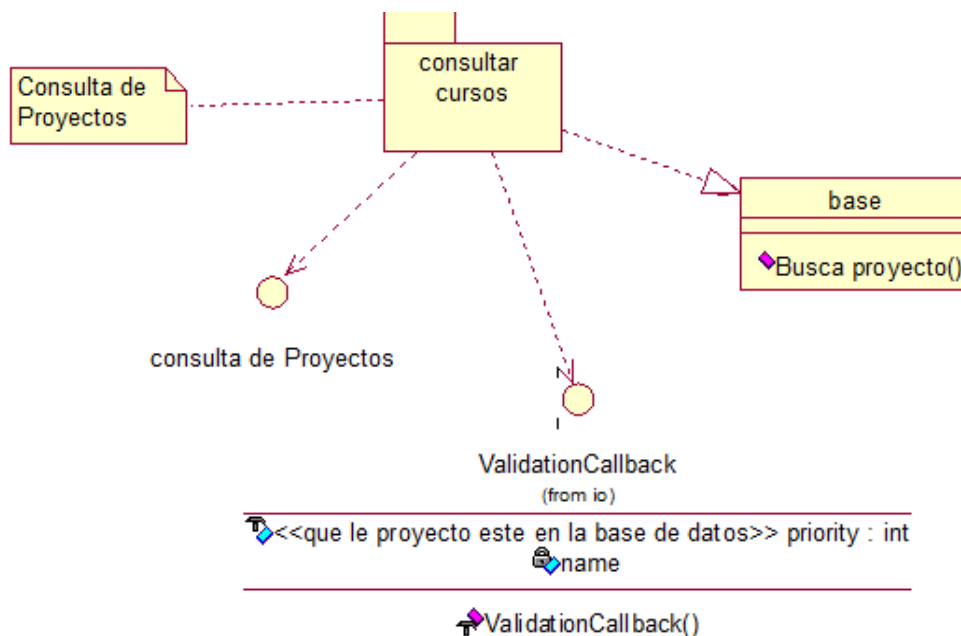 consultar
cursos
Consulta de
Proyectos
base
Busca proyecto()
consulta de Proyectos
ValidationCallback
(from io)
<<que le proyecto este en la base de datos>> priority : int
name
ValidationCallback()